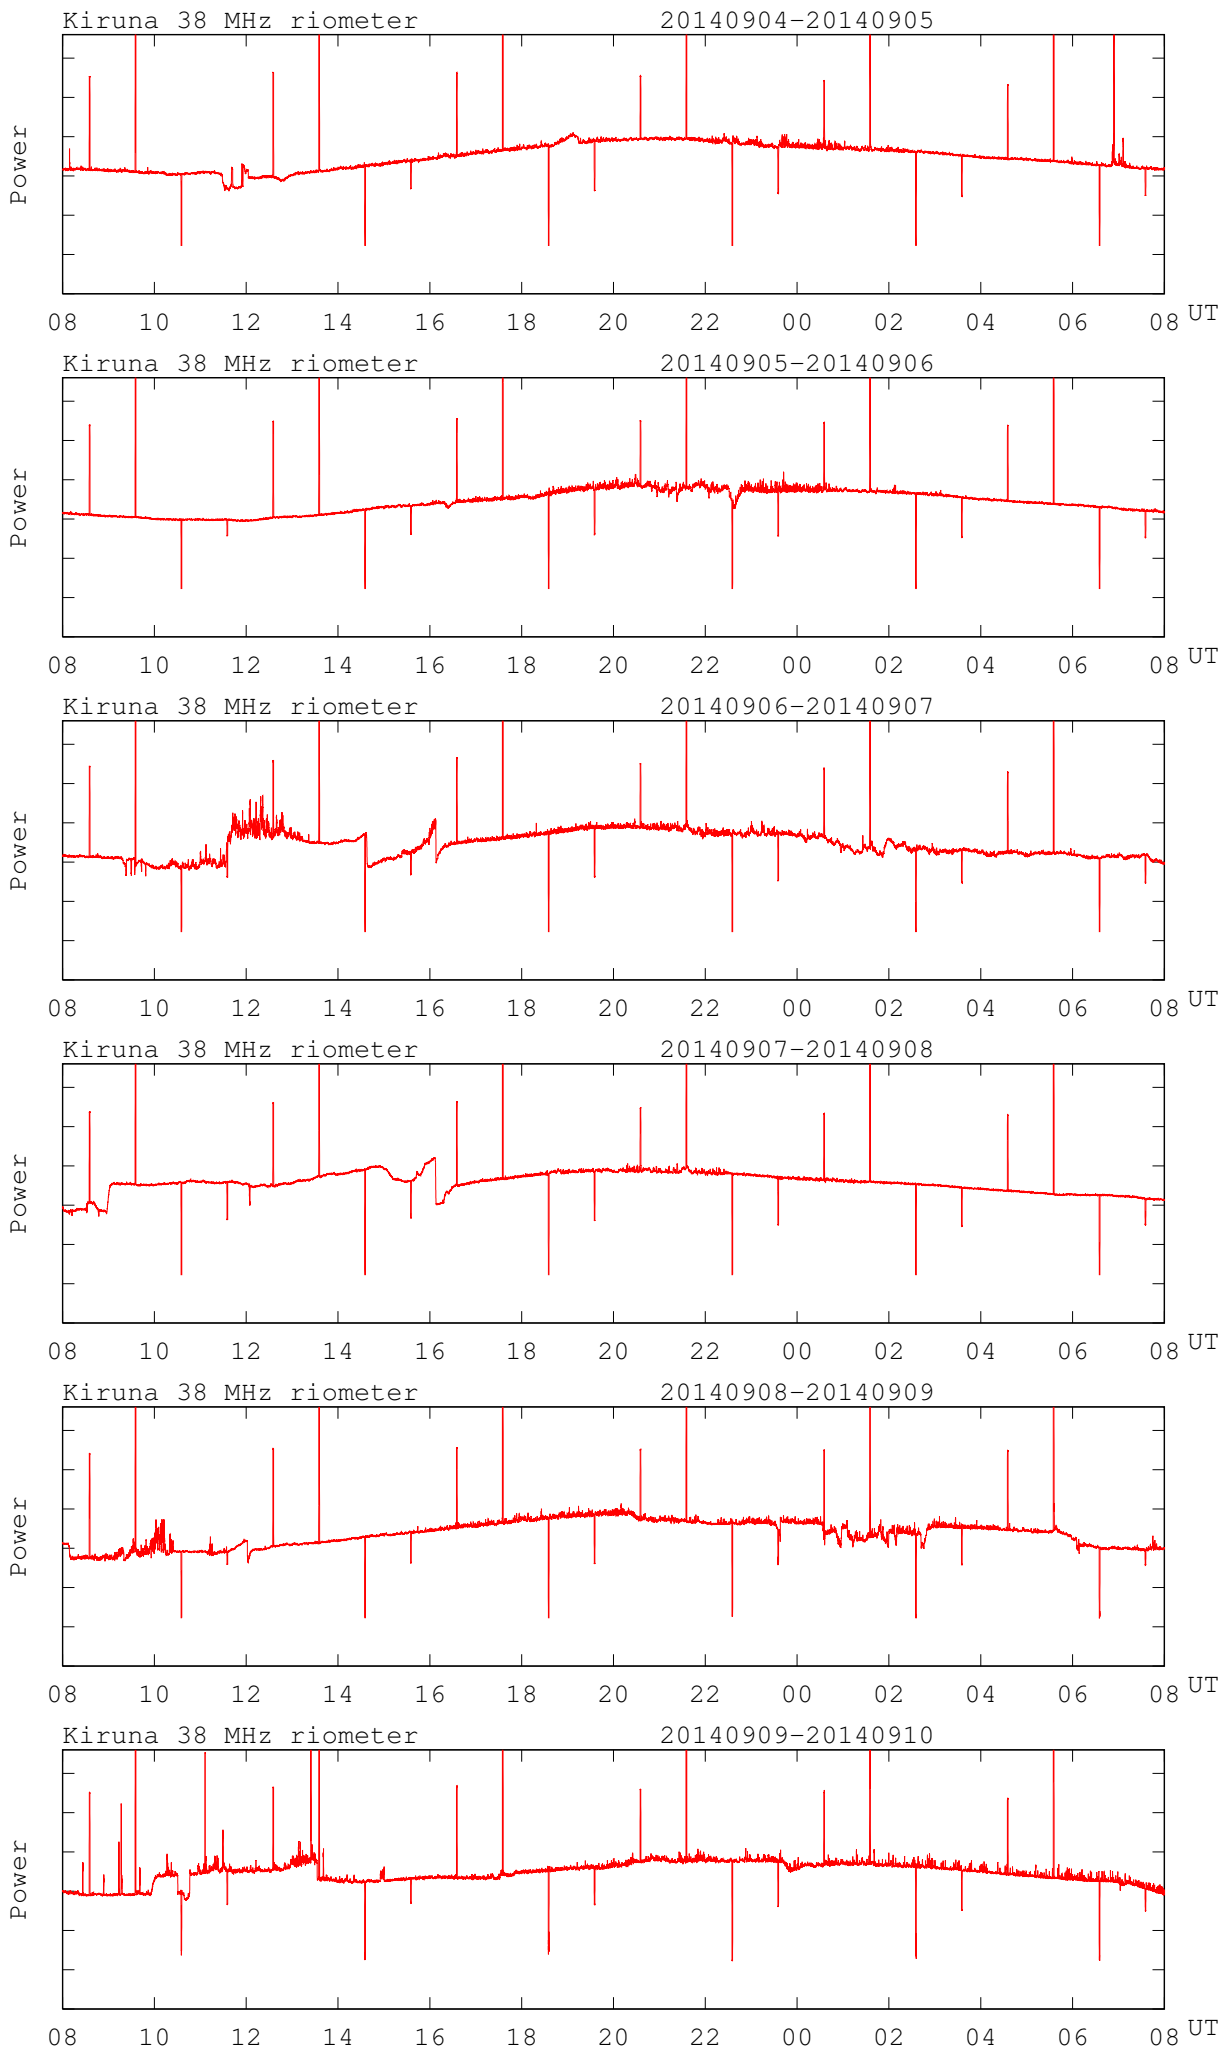 Kiruna 38 MHz riometer 20140904-20140905
Power
08 10 12 14 16 18 20 22 00 02 04 06 08 UT
Kiruna 38 MHz riometer 20140905-20140906
Power
08 10 12 14 16 18 20 22 00 02 04 06 08 UT
Kiruna 38 MHz riometer 20140906-20140907
Power
08 10 12 14 16 18 20 22 00 02 04 06 08 UT
Kiruna 38 MHz riometer 20140907-20140908
Power
08 10 12 14 16 18 20 22 00 02 04 06 08 UT
Kiruna 38 MHz riometer 20140908-20140909
Power
08 10 12 14 16 18 20 22 00 02 04 06 08 UT
Kiruna 38 MHz riometer 20140909-20140910
Power
08 10 12 14 16 18 20 22 00 02 04 06 08 UT